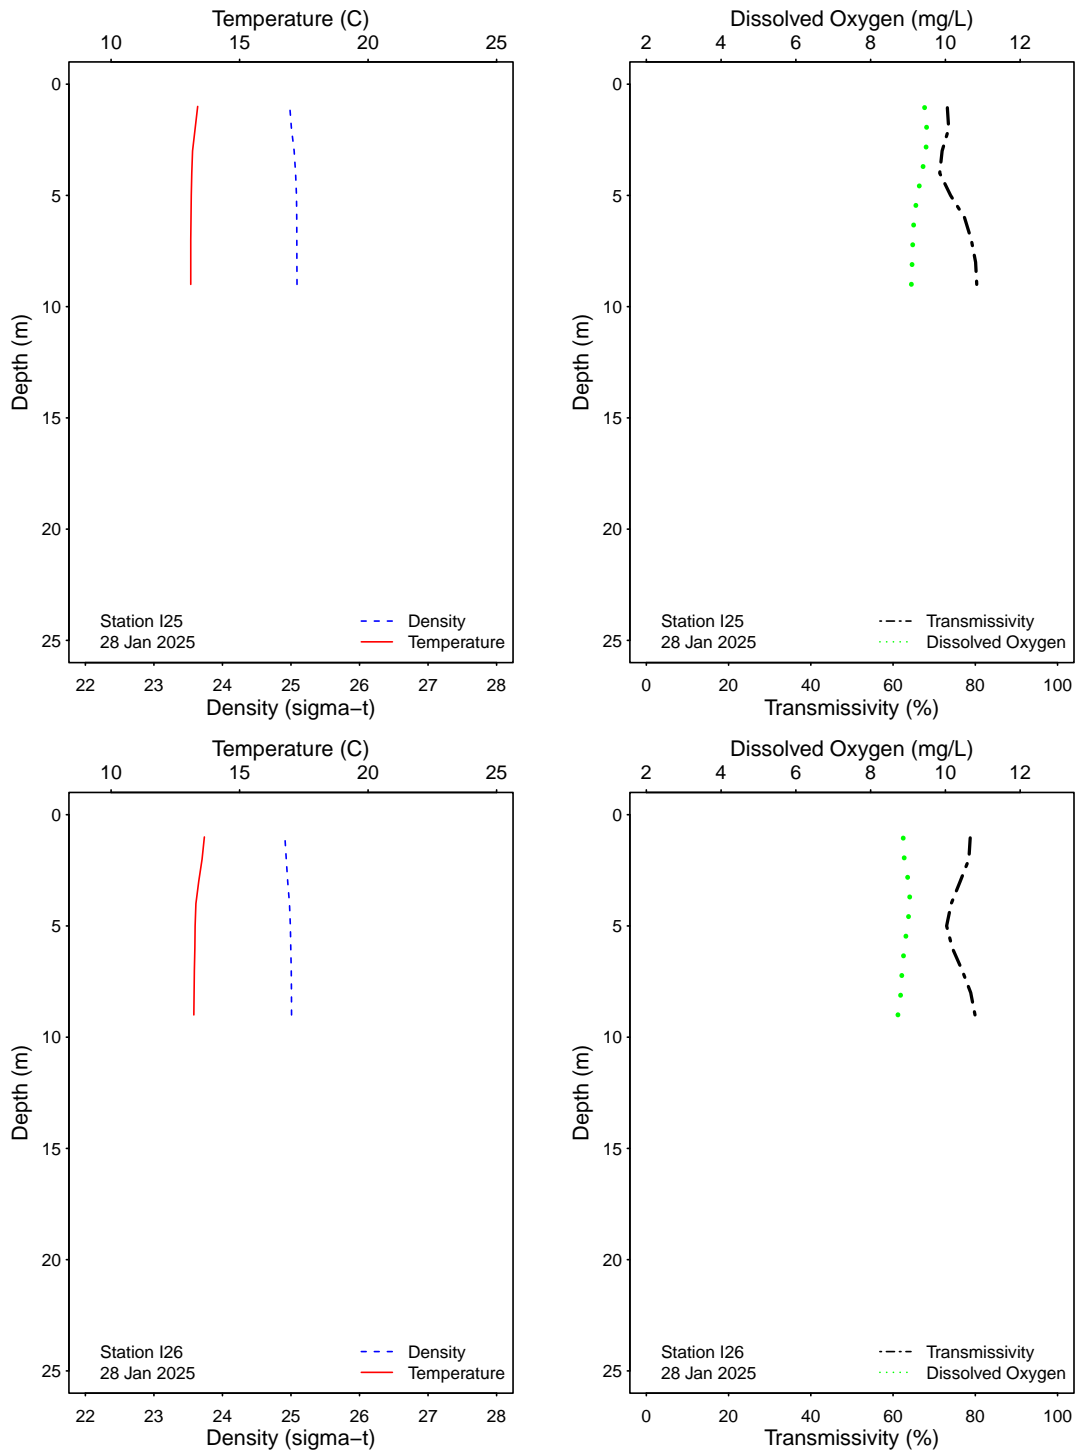 Temperature (C)
10 15 20 25
Depth (m)
0
5
10
15
20
25
Station I25
28 Jan 2025
Density
Temperature
22 23 24 25 26 27 28
Density (sigma−t)
Dissolved Oxygen (mg/L)
2 4 6 8 10 12
Depth (m)
0
5
10
15
20
25
Station I25
28 Jan 2025
Transmissivity
Dissolved Oxygen
0 20 40 60 80 100
Transmissivity (%)
Temperature (C)
10 15 20 25
Depth (m)
0
5
10
15
20
25
Station I26
28 Jan 2025
Density
Temperature
22 23 24 25 26 27 28
Density (sigma−t)
Dissolved Oxygen (mg/L)
2 4 6 8 10 12
Depth (m)
0
5
10
15
20
25
Station I26
28 Jan 2025
Transmissivity
Dissolved Oxygen
0 20 40 60 80 100
Transmissivity (%)